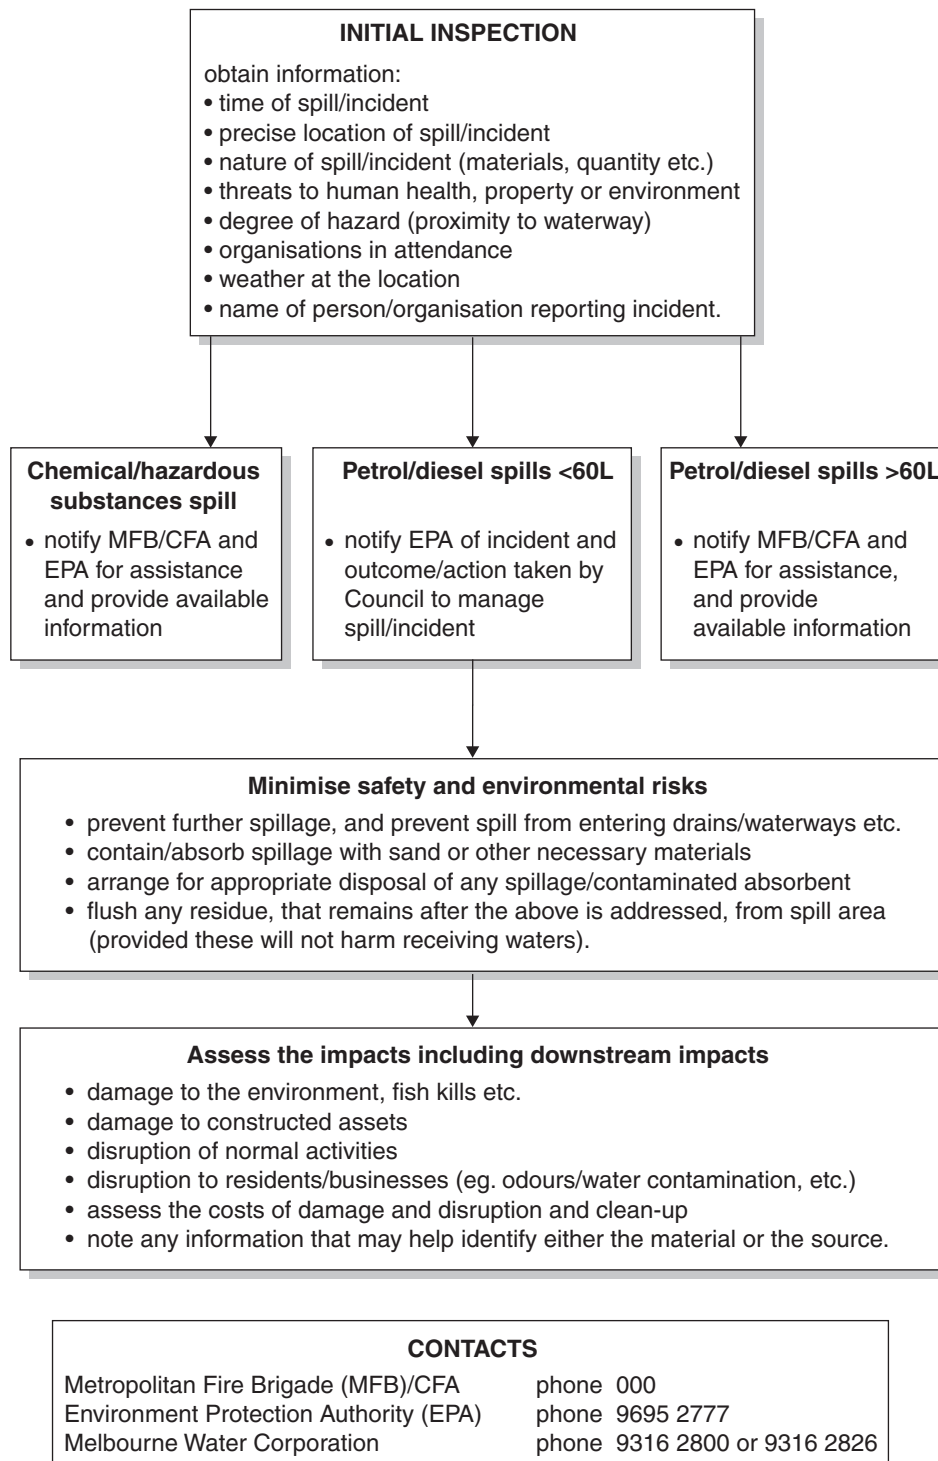 INITIAL INSPECTION
obtain information:
• time of spill/incident
• precise location of spill/incident
• nature of spill/incident (materials, quantity etc.)
• threats to human health, property or environment
• degree of hazard (proximity to waterway)
• organisations in attendance
• weather at the location
• name of person/organisation reporting incident.
Chemical/hazardous
substances spill
• notify MFB/CFA and
EPA for assistance
and provide available
information
Petrol/diesel spills <60L
• notify EPA of incident and
outcome/action taken by
Council to manage
spill/incident
Petrol/diesel spills >60L
• notify MFB/CFA and
EPA for assistance,
and provide
available information
Minimise safety and environmental risks
• prevent further spillage, and prevent spill from entering drains/waterways etc.
• contain/absorb spillage with sand or other necessary materials
• arrange for appropriate disposal of any spillage/contaminated absorbent
• flush any residue, that remains after the above is addressed, from spill area
(provided these will not harm receiving waters).
Assess the impacts including downstream impacts
• damage to the environment, fish kills etc.
• damage to constructed assets
• disruption of normal activities
• disruption to residents/businesses (eg. odours/water contamination, etc.)
• assess the costs of damage and disruption and clean-up
• note any information that may help identify either the material or the source.
CONTACTS
Metropolitan Fire Brigade (MFB)/CFA phone 000
Environment Protection Authority (EPA) phone 9695 2777
Melbourne Water Corporation phone 9316 2800 or 9316 2826